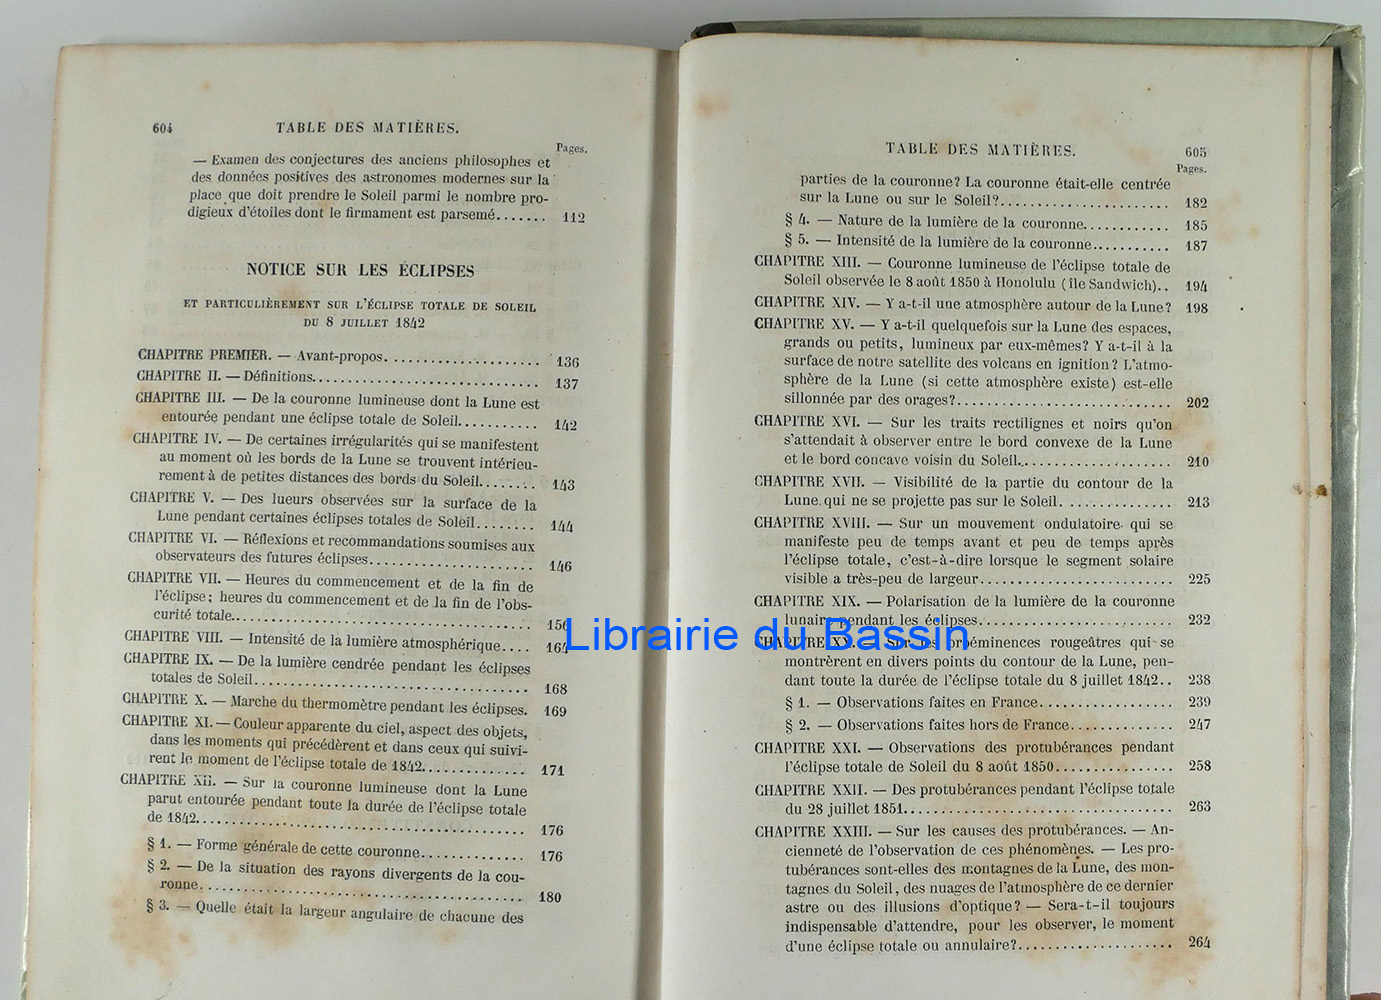 604 TABLE DES MATIÈRES.
Pages.
— Examen des conjectures des anciens philosophes et
des données positives des astronomes modernes sur la
place que doit prendre le Soleil parmi le nombre pro-
digieux d'étoiles dont le firmament est parsemé....... 112
NOTICE SUR LES ÉCLIPSES
ET PARTICULIÈREMENT SUR L'ÉCLIPSE TOTALE DE SOLEIL
DU 8 JUILLET 1842
CHAPITRE PREMIER. — Avant-propos.................... 136
CHAPITRE II. — Définitions............................. 137
CHAPITRE III. — De la couronne lumineuse dont la Lune est
entourée pendant une éclipse totale de Soleil........... 142
CHAPITRE IV. — De certaines irrégularités qui se manifestent
au moment où les bords de la Lune se trouvent intérieu-
rement à de petites distances des bords du Soleil........ 143
CHAPITRE V. — Des lueurs observées sur la surface de la
Lune pendant certaines éclipses totales de Soleil........ 144
CHAPITRE VI. — Réflexions et recommandations soumises aux
observateurs des futures éclipses..................... 146
CHAPITRE VII. — Heures du commencement et de la fin de
l'éclipse; heures du commencement et de la fin de l'obs-
curité totale...................................... 156
CHAPITRE VIII. — Intensité de la lumière atmosphérique.... 164
CHAPITRE IX. — De la lumière cendrée pendant les éclipses
totales de Soleil.................................... 168
CHAPITRE X. — Marche du thermomètre pendant les éclipses. 169
CHAPITRE XI. — Couleur apparente du ciel, aspect des objets,
dans les moments qui précédèrent et dans ceux qui suivi-
rent le moment de l'éclipse totale de 1842............. 171
CHAPITRE XII. — Sur la couronne lumineuse dont la Lune
parut entourée pendant toute la durée de l'éclipse totale
de 1842.......................................... 176
§ 1. — Forme générale de cette couronne............. 176
§ 2. — De la situation des rayons divergents de la cou-
ronne........................................ 180
§ 3. — Quelle était la largeur angulaire de chacune des
TABLE DES MATIÈRES. 605
Pages.
parties de la couronne? La couronne était-elle centrée
sur la Lune ou sur le Soleil?........................ 182
§ 4. — Nature de la lumière de la couronne............ 185
§ 5. — Intensité de la lumière de la couronne........... 187
CHAPITRE XIII. — Couronne lumineuse de l'éclipse totale de
Soleil observée le 8 août 1850 à Honolulu (île Sandwich).. 194
CHAPITRE XIV. — Y a-t-il une atmosphère autour de la Lune? 198
CHAPITRE XV. — Y a-t-il quelquefois sur la Lune des espaces,
grands ou petits, lumineux par eux-mêmes? Y a-t-il à la
surface de notre satellite des volcans en ignition? L'atmo-
sphère de la Lune (si cette atmosphère existe) est-elle
sillonnée par des orages?........................... 202
CHAPITRE XVI. — Sur les traits rectilignes et noirs qu'on
s'attendait à observer entre le bord convexe de la Lune
et le bord concave voisin du Soleil.................... 210
CHAPITRE XVII. — Visibilité de la partie du contour de la
Lune qui ne se projette pas sur le Soleil............... 213
CHAPITRE XVIII. — Sur un mouvement ondulatoire qui se
manifeste peu de temps avant et peu de temps après
l'éclipse totale, c'est-à-dire lorsque le segment solaire
visible a très-peu de largeur......................... 225
CHAPITRE XIX. — Polarisation de la lumière de la couronne
lunaire pendant les éclipses.......................... 232
Librairie du Bassin
CHAPITRE XX. — Sur les proéminences rougeâtres qui se
montrèrent en divers points du contour de la Lune, pen-
dant toute la durée de l'éclipse totale du 8 juillet 1842.. 238
§ 1. — Observations faites en France................. 239
§ 2. — Observations faites hors de France............. 247
CHAPITRE XXI. — Observations des protubérances pendant
l'éclipse totale de Soleil du 8 août 1850................ 258
CHAPITRE XXII. — Des protubérances pendant l'éclipse totale
du 28 juillet 1851.................................. 263
CHAPITRE XXIII. — Sur les causes des protubérances. — An-
cienneté de l'observation de ces phénomènes. — Les pro-
tubérances sont-elles des montagnes de la Lune, des mon-
tagnes du Soleil, des nuages de l'atmosphère de ce dernier
astre ou des illusions d'optique? — Sera-t-il toujours
indispensable d'attendre, pour les observer, le moment
d'une éclipse totale ou annulaire?..................... 264